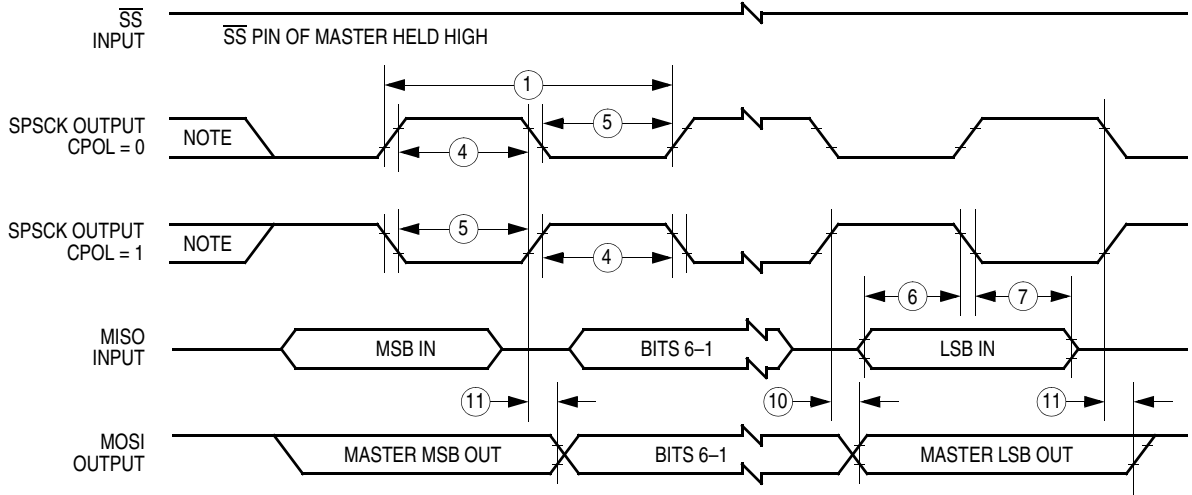 SS
INPUT
SS PIN OF MASTER HELD HIGH
1
SPSCK OUTPUT
CPOL = 0
NOTE
5
4
SPSCK OUTPUT
CPOL = 1
NOTE
5
4
6
7
MISO
INPUT
MSB IN
BITS 6–1
LSB IN
11
10
11
MOSI
OUTPUT
MASTER MSB OUT
BITS 6–1
MASTER LSB OUT